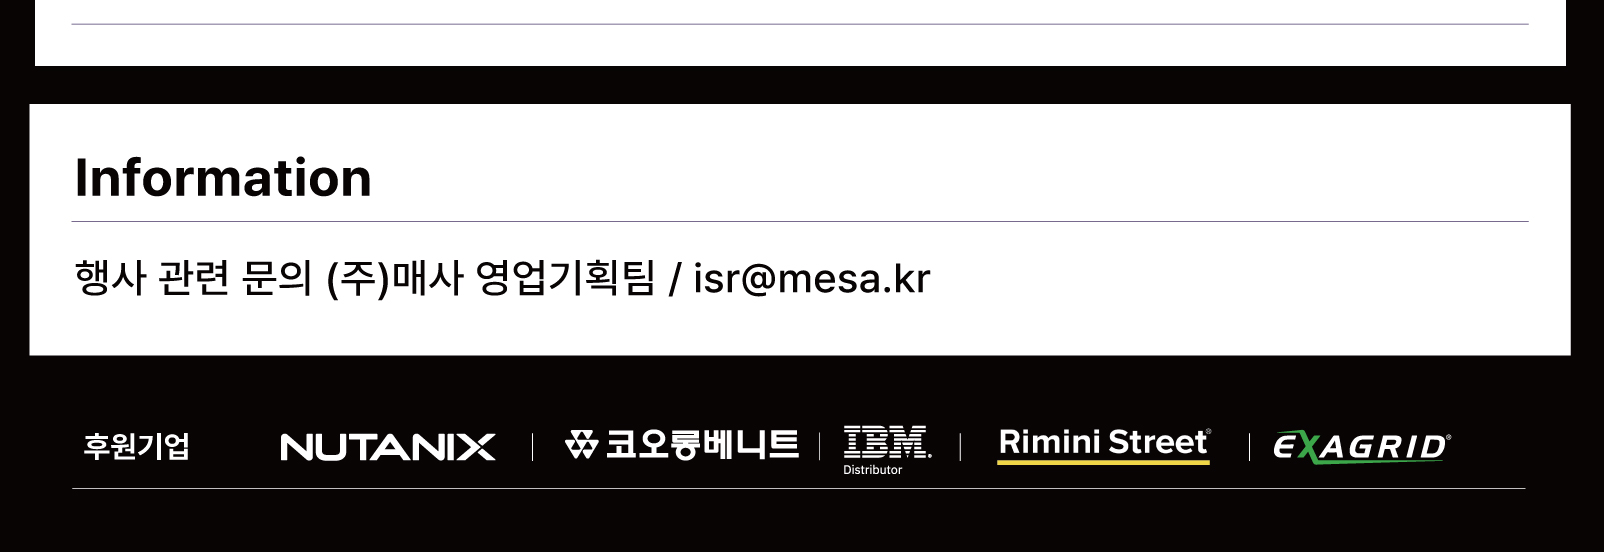 Information
행사 관련 문의 (주)매사 영업기획팀 / isr@mesa.kr
후원기업 NUTANIX 코오롱베니트 IBM. Rimini Street® EXAGRID®
Distributor